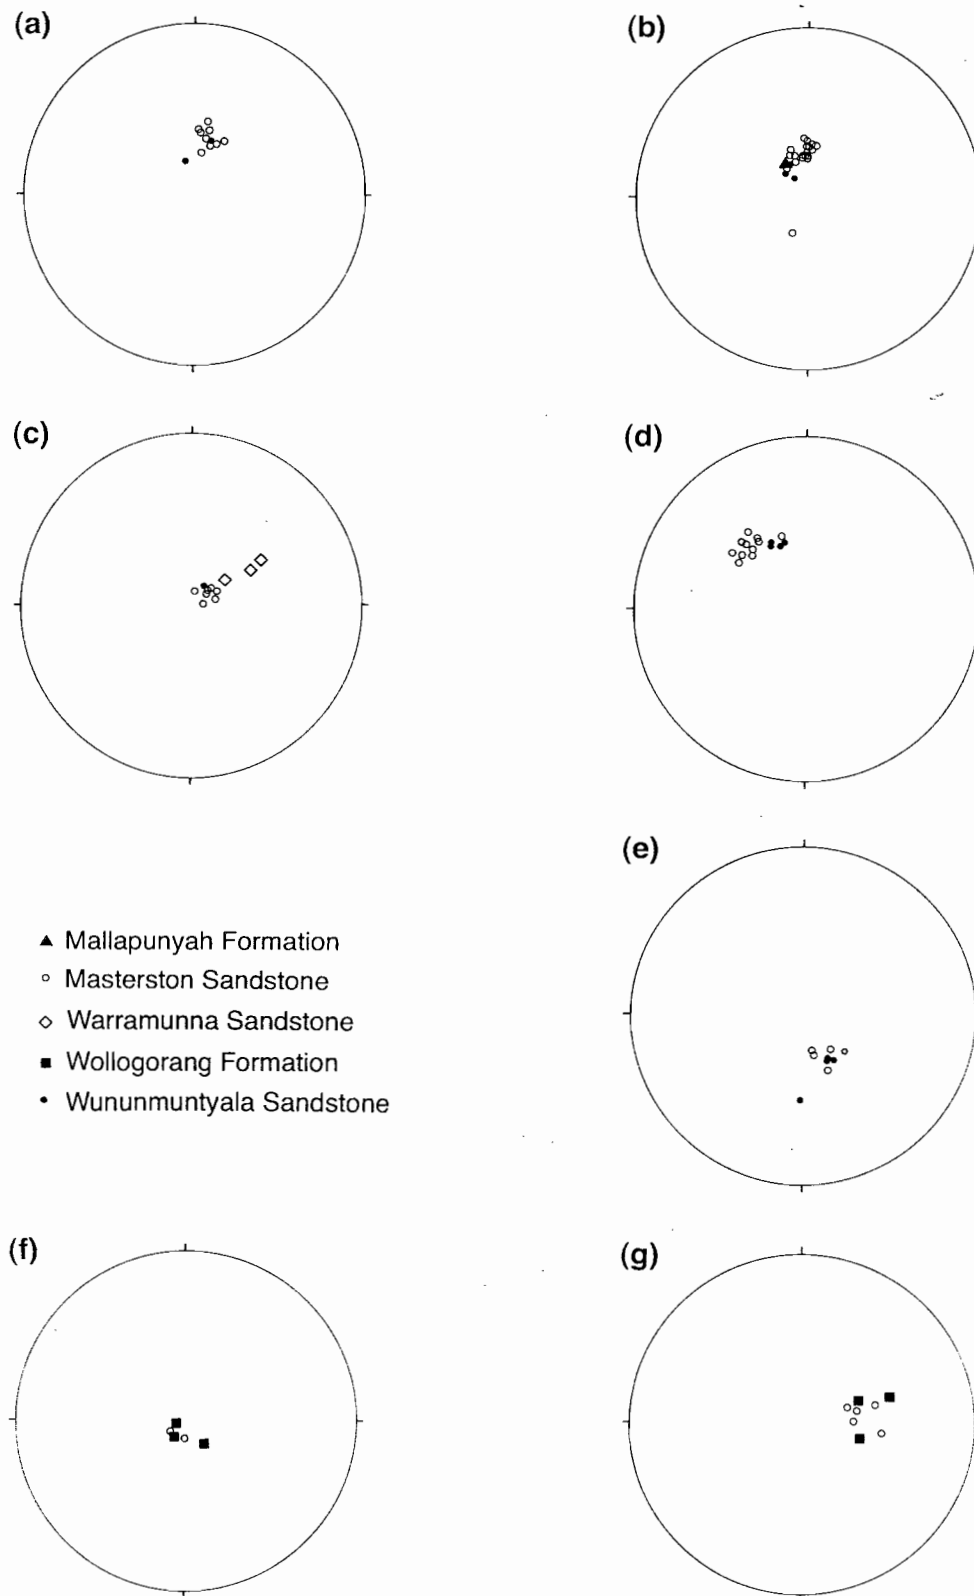 (a)
(b)
(c)
(d)
(e)
Mallapunyah Formation
Masterston Sandstone
Warramunna Sandstone
Wollogorang Formation
Wununmuntyala Sandstone
(f)
(g)